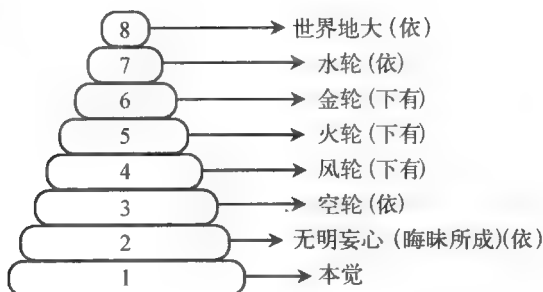 8 世界地大(依)
7 水轮(依)
6 金轮(下有)
5 火轮(下有)
4 风轮(下有)
3 空轮(依)
2 无明妄心(晦昧所成)(依)
1 本觉